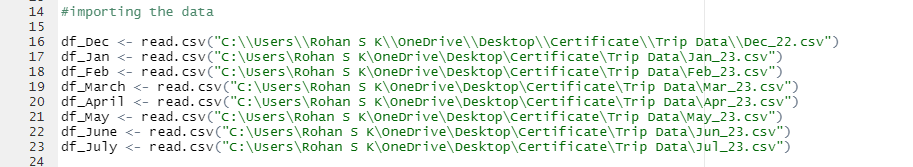 14 #importing the data
15
16 df_Dec <- read.csv("C:\\Users\\Rohan S K\\OneDrive\\Desktop\\Certificate\\Trip Data\\Dec_22.csv")
17 df_Jan <- read.csv("C:\Users\Rohan S K\OneDrive\Desktop\Certificate\Trip Data\Jan_23.csv")
18 df_Feb <- read.csv("C:\Users\Rohan S K\OneDrive\Desktop\Certificate\Trip Data\Feb_23.csv")
19 df_March <- read.csv("C:\Users\Rohan S K\OneDrive\Desktop\Certificate\Trip Data\Mar_23.csv")
20 df_April <- read.csv("C:\Users\Rohan S K\OneDrive\Desktop\Certificate\Trip Data\Apr_23.csv")
21 df_May <- read.csv("C:\Users\Rohan S K\OneDrive\Desktop\Certificate\Trip Data\May_23.csv")
22 df_June <- read.csv("C:\Users\Rohan S K\OneDrive\Desktop\Certificate\Trip Data\Jun_23.csv")
23 df_July <- read.csv("C:\Users\Rohan S K\OneDrive\Desktop\Certificate\Trip Data\Jul_23.csv")
24